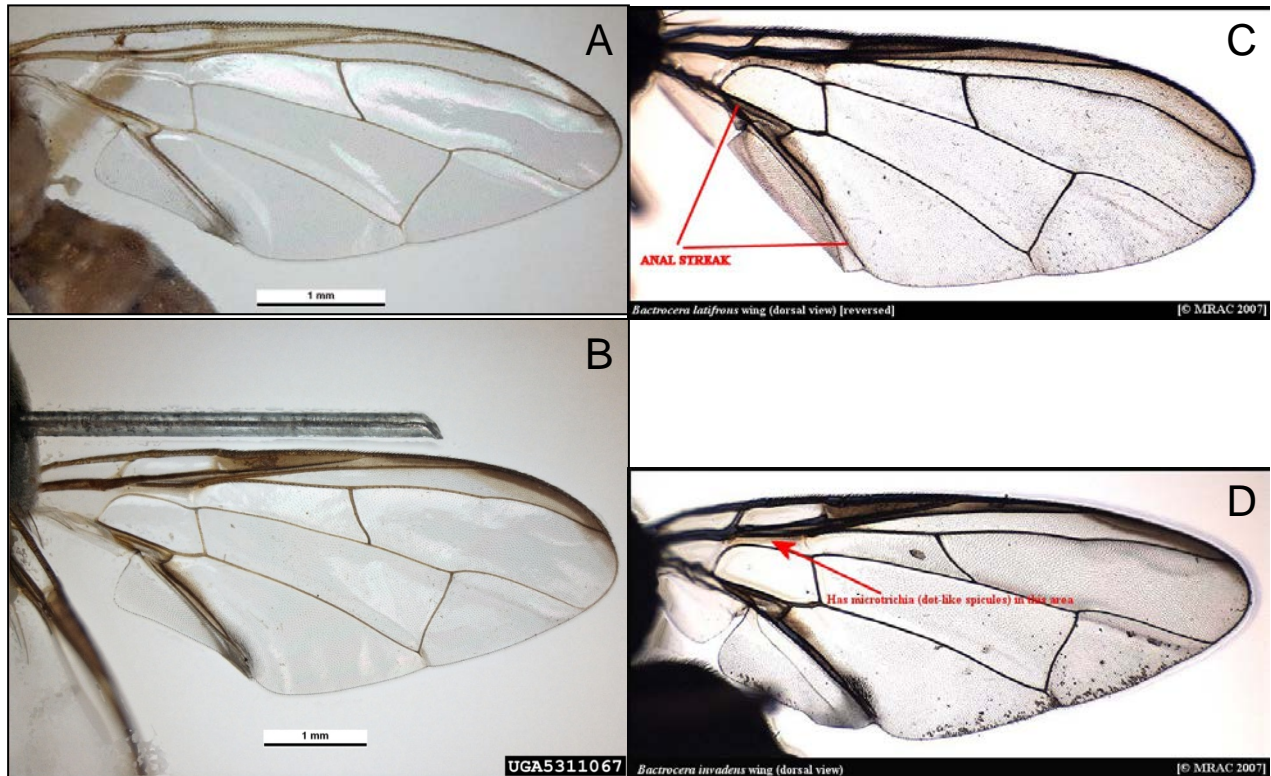 A
1 mm
B
1 mm
UGA5311067
C
ANAL STREAK
Bactrocera latifrons wing (dorsal view) [reversed]
[© MRAC 2007]
D
Has microtrichia (dot-like spicules) in this area
Bactrocera invadens wing (dorsal view)
[© MRAC 2007]